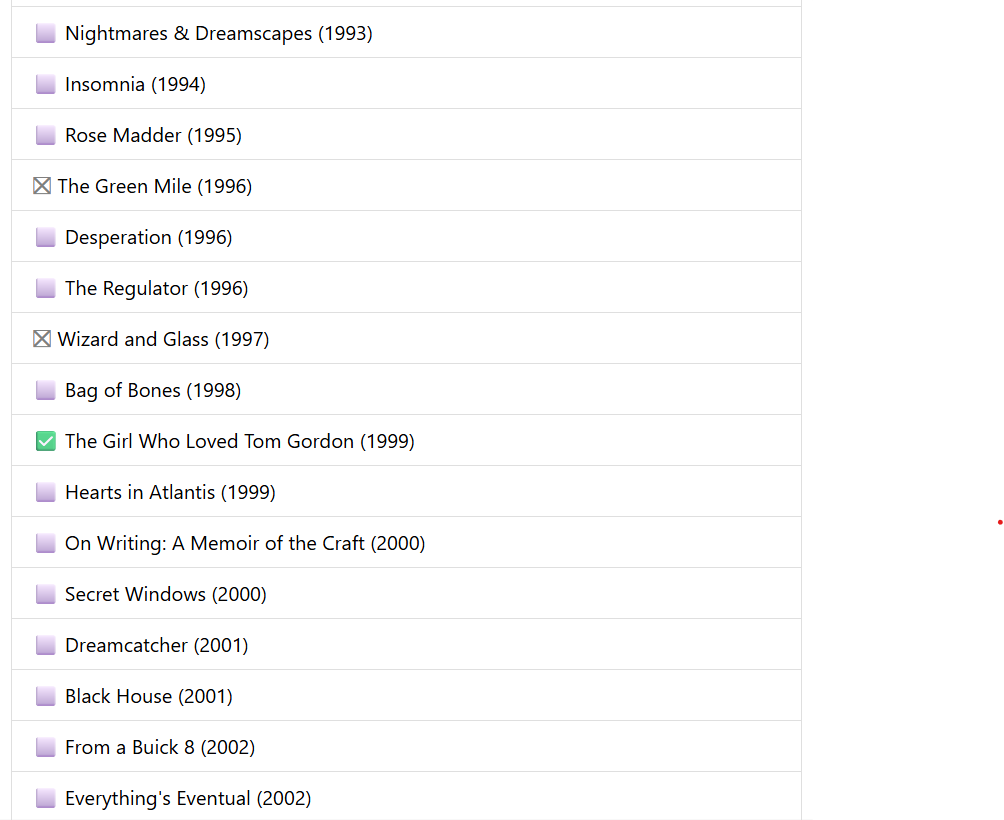 Nightmares & Dreamscapes (1993)
Insomnia (1994)
Rose Madder (1995)
The Green Mile (1996)
Desperation (1996)
The Regulator (1996)
Wizard and Glass (1997)
Bag of Bones (1998)
The Girl Who Loved Tom Gordon (1999)
Hearts in Atlantis (1999)
On Writing: A Memoir of the Craft (2000)
Secret Windows (2000)
Dreamcatcher (2001)
Black House (2001)
From a Buick 8 (2002)
Everything's Eventual (2002)